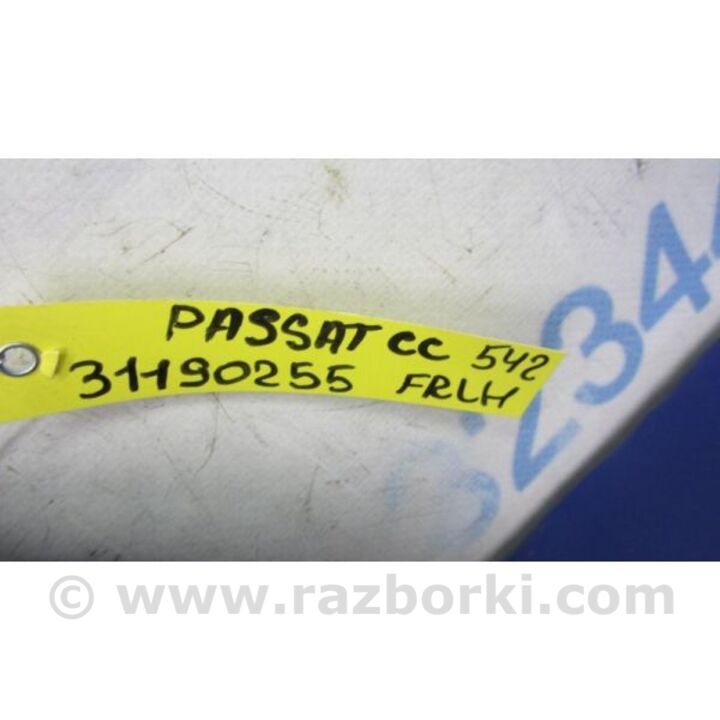 PASSAT CC 542
31190255 FRLH
© www.razborki.com